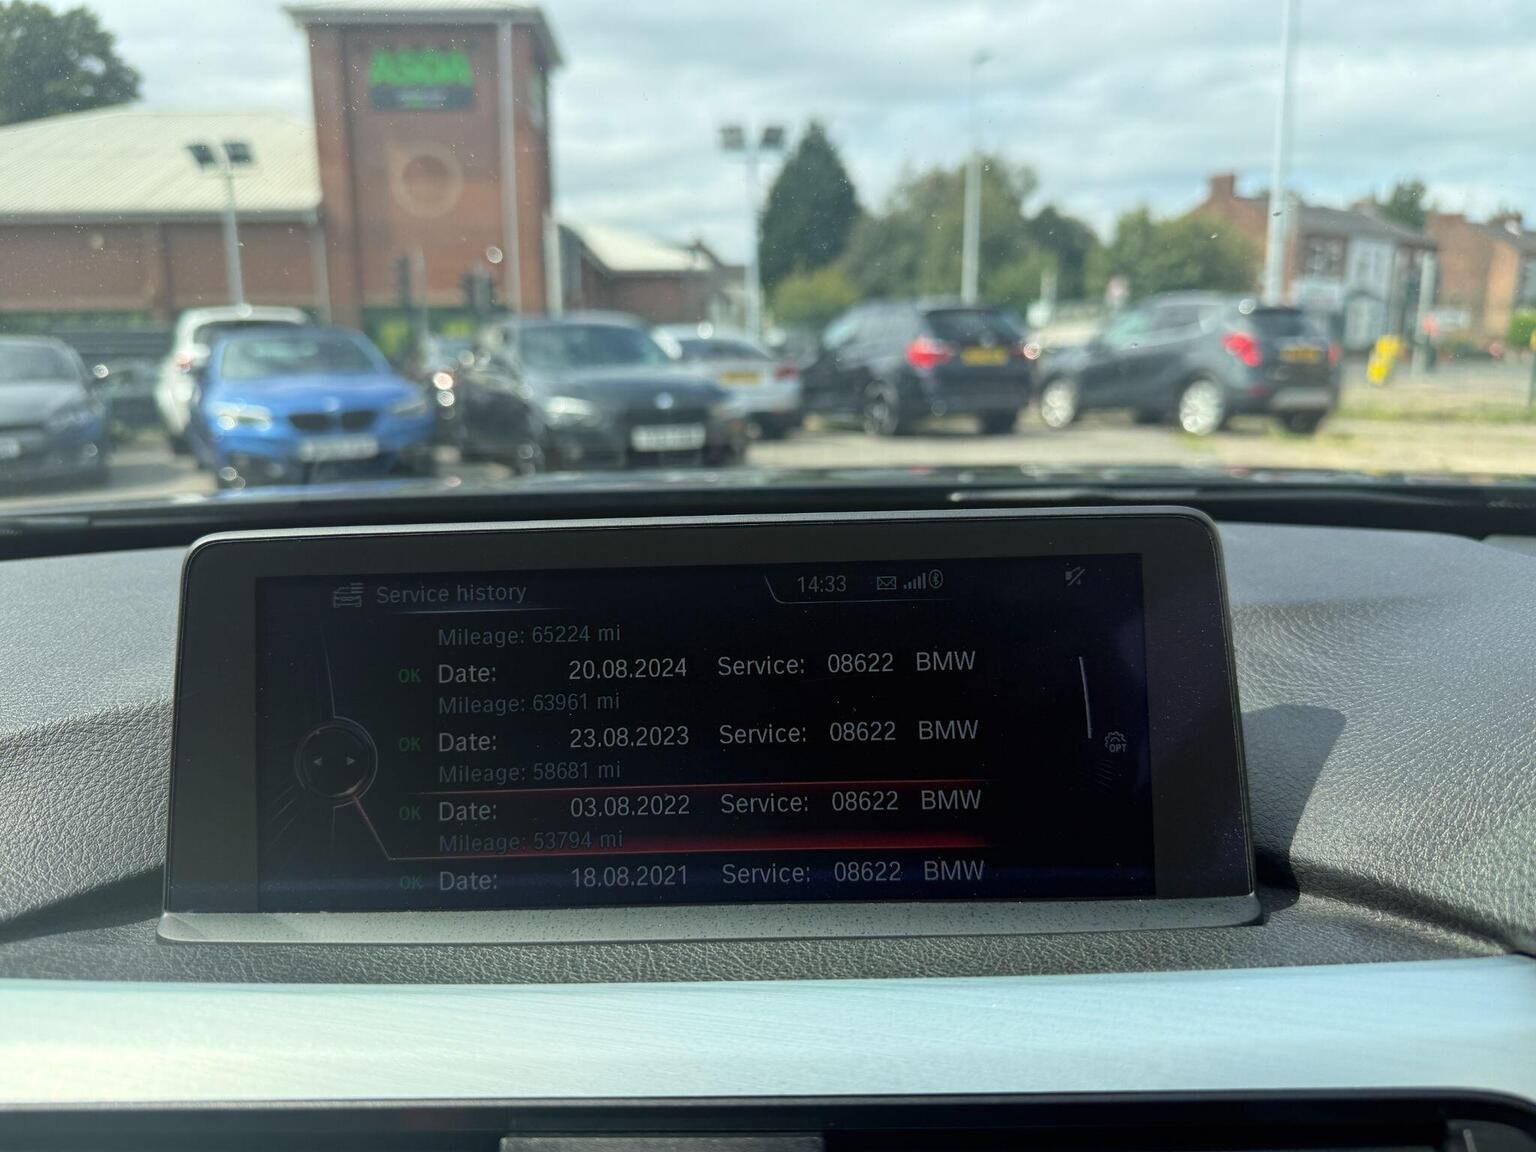 ASDA
Service history
14:33
Mileage: 65224 mi
OK Date: 20.08.2024 Service: 08622 BMW
Mileage: 63961 mi
OK Date: 23.08.2023 Service: 08622 BMW
Mileage: 58681 mi
OPT
OK Date: 03.08.2022 Service: 08622 BMW
Mileage: 53794 mi
OK Date: 18.08.2021 Service: 08622 BMW